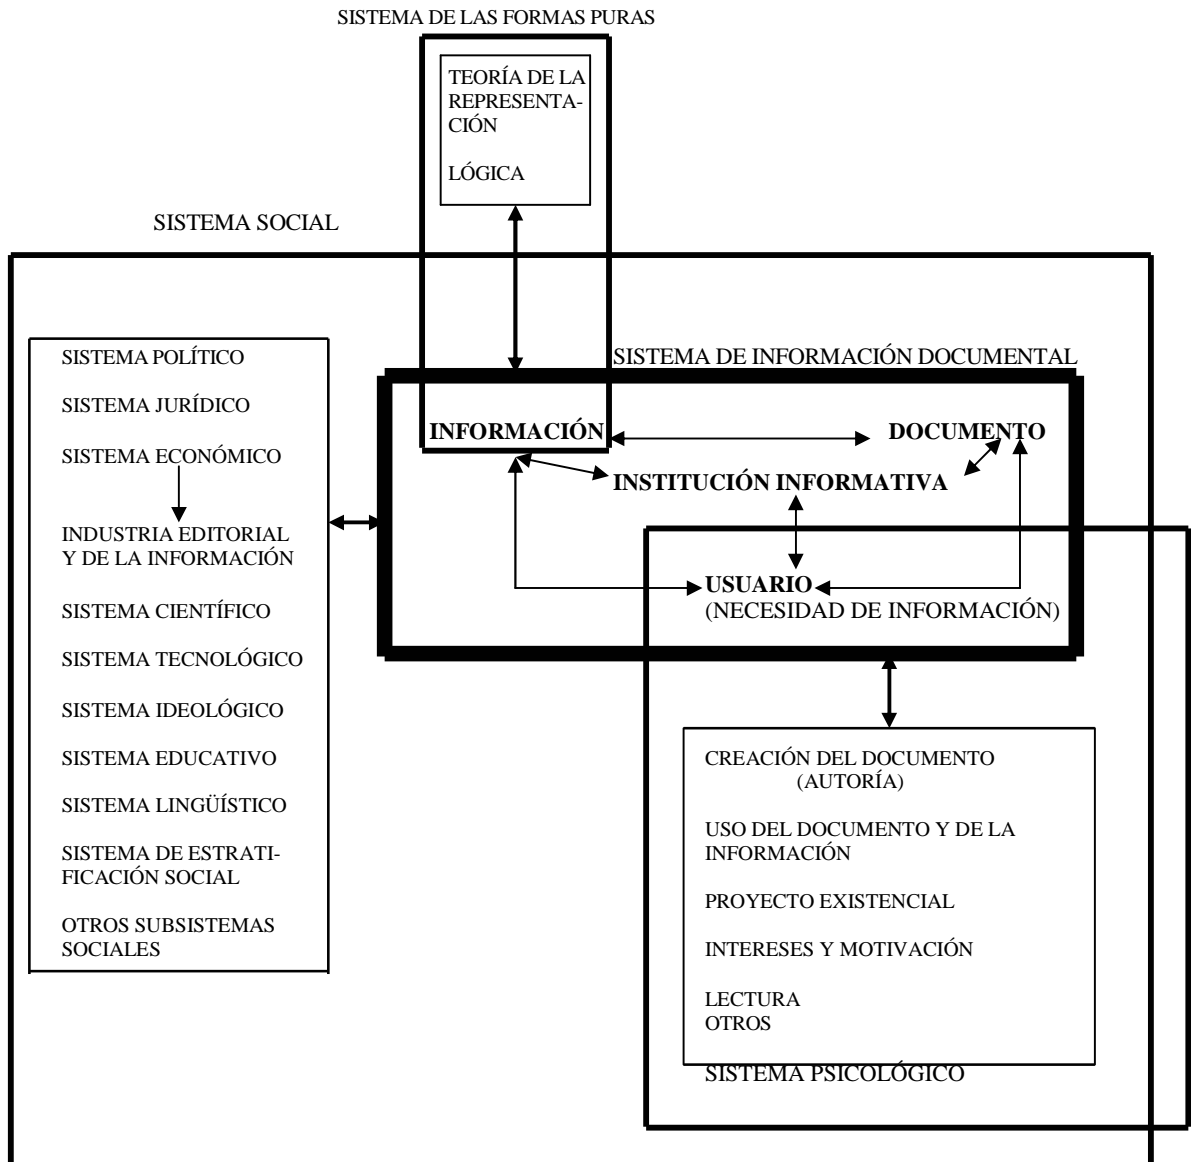 SISTEMA DE LAS FORMAS PURAS
TEORÍA DE LA
REPRESENTA-
CIÓN
LÓGICA
SISTEMA SOCIAL
SISTEMA POLÍTICO
SISTEMA JURÍDICO
SISTEMA ECONÓMICO
INDUSTRIA EDITORIAL
Y DE LA INFORMACIÓN
SISTEMA CIENTÍFICO
SISTEMA TECNOLÓGICO
SISTEMA IDEOLÓGICO
SISTEMA EDUCATIVO
SISTEMA LINGÜÍSTICO
SISTEMA DE ESTRATI-
FICACIÓN SOCIAL
OTROS SUBSISTEMAS
SOCIALES
SISTEMA DE INFORMACIÓN DOCUMENTAL
INFORMACIÓN
DOCUMENTO
INSTITUCIÓN INFORMATIVA
USUARIO
(NECESIDAD DE INFORMACIÓN)
CREACIÓN DEL DOCUMENTO
(AUTORÍA)
USO DEL DOCUMENTO Y DE LA
INFORMACIÓN
PROYECTO EXISTENCIAL
INTERESES Y MOTIVACIÓN
LECTURA
OTROS
SISTEMA PSICOLÓGICO